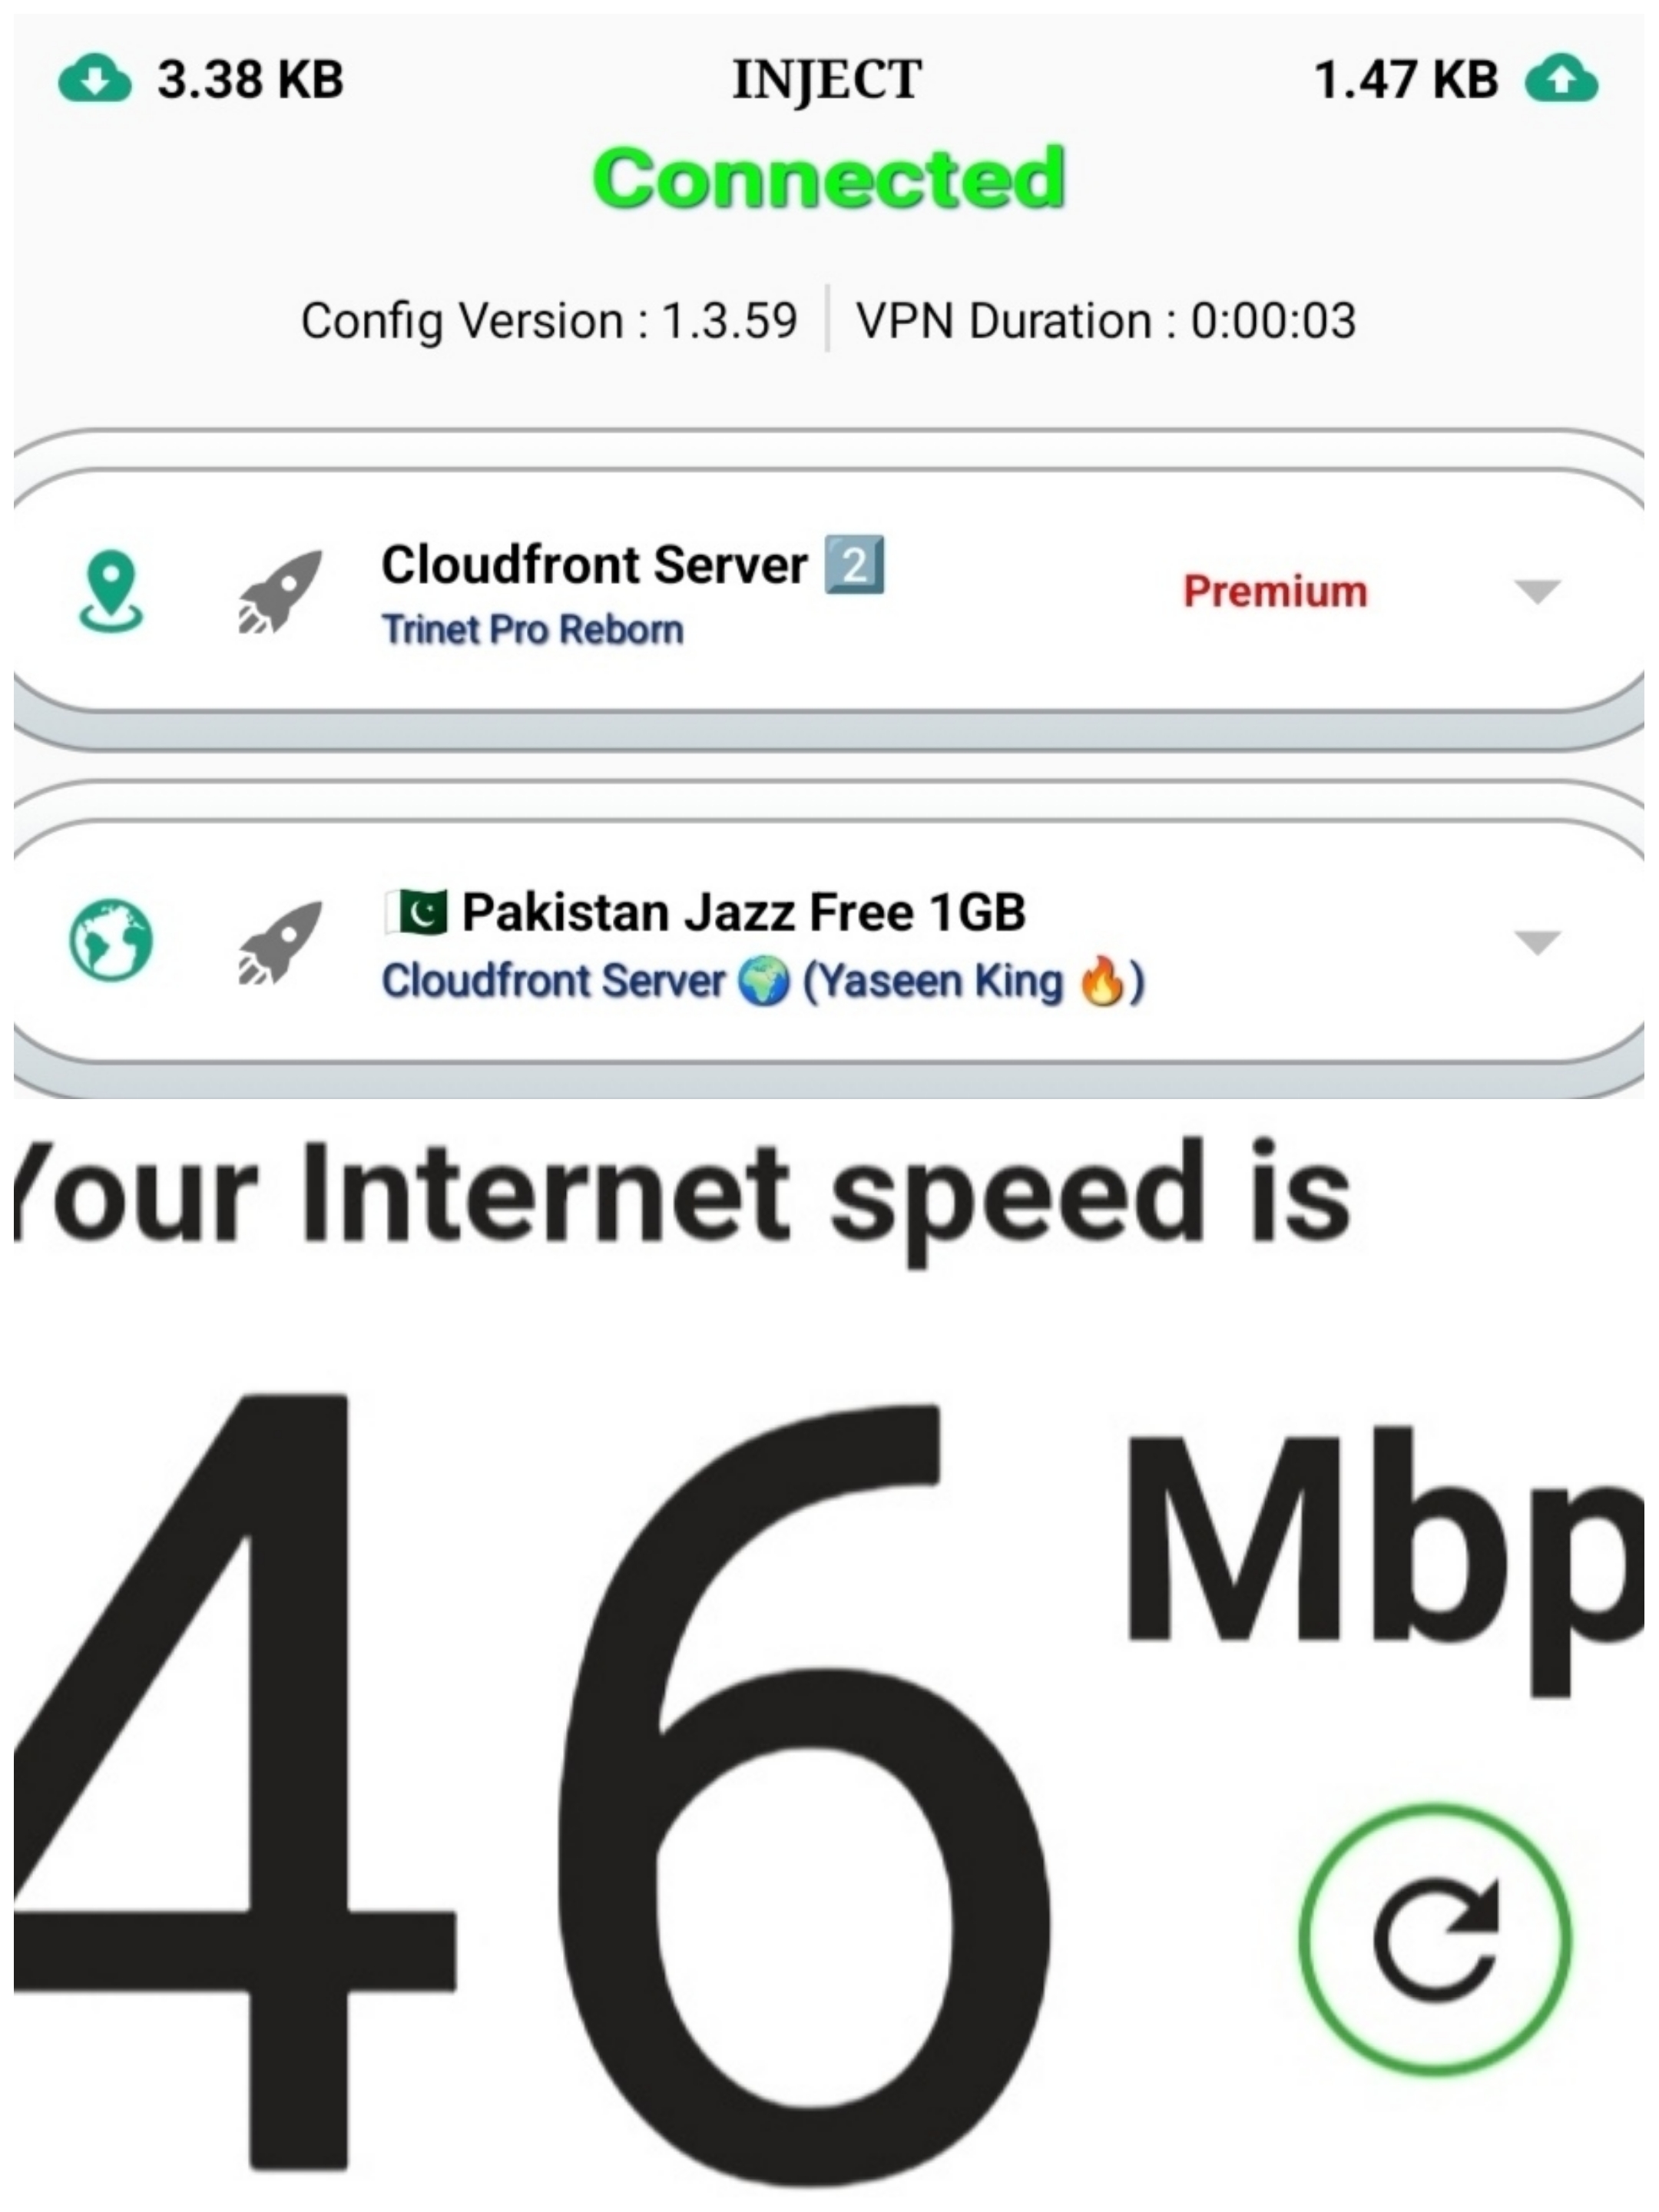 3.38 KB INJECT 1.47 KB
Connected
Config Version : 1.3.59 VPN Duration : 0:00:03
Cloudfront Server 2️⃣ Premium
Trinet Pro Reborn
🇵🇰 Pakistan Jazz Free 1GB
Cloudfront Server 🌍 (Yaseen King 🔥)
Your Internet speed is
46 Mbp